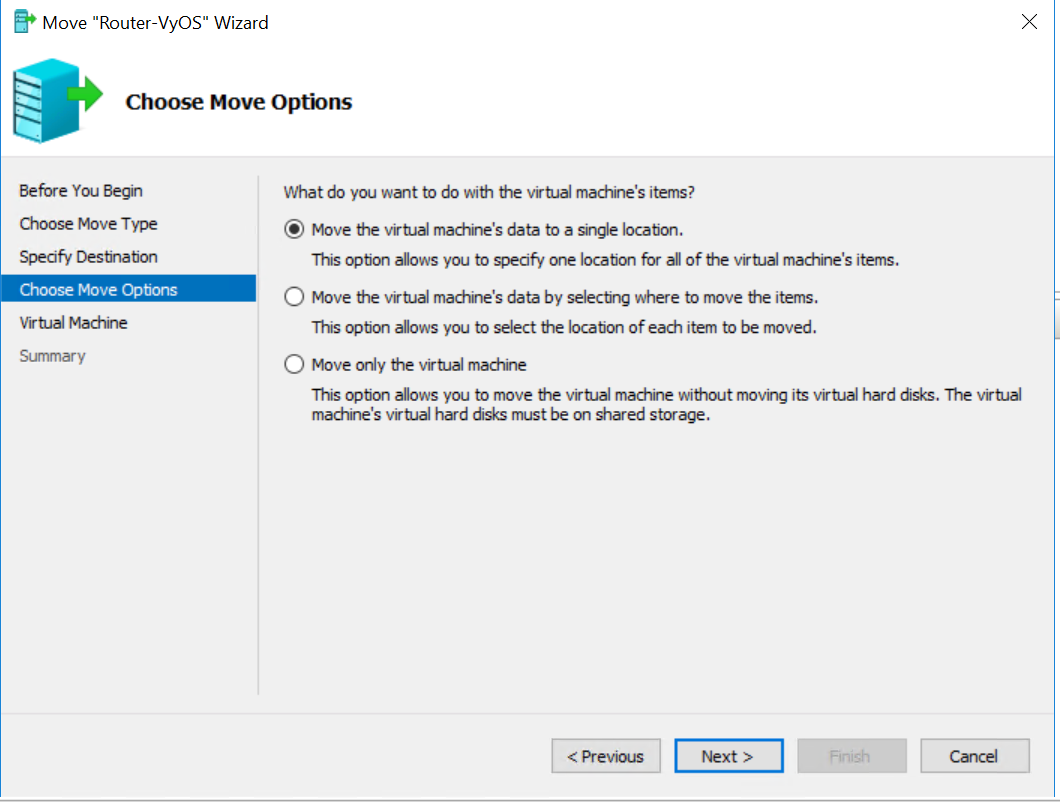 Move "Router-VyOS" Wizard
Choose Move Options
Before You Begin
Choose Move Type
Specify Destination
Choose Move Options
Virtual Machine
Summary
What do you want to do with the virtual machine's items?
Move the virtual machine's data to a single location.
This option allows you to specify one location for all of the virtual machine's items.
Move the virtual machine's data by selecting where to move the items.
This option allows you to select the location of each item to be moved.
Move only the virtual machine
This option allows you to move the virtual machine without moving its virtual hard disks. The virtual
machine's virtual hard disks must be on shared storage.
< Previous
Next >
Finish
Cancel